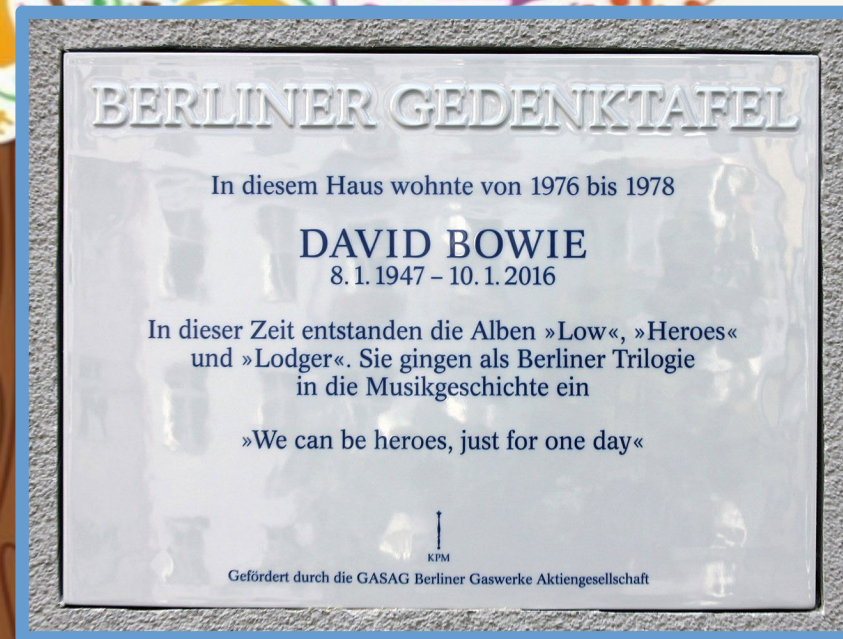 BERLINER GEDENKTAFEL
In diesem Haus wohnte von 1976 bis 1978
DAVID BOWIE
8.1.1947 – 10.1.2016
In dieser Zeit entstanden die Alben »Low«, »Heroes«
und »Lodger«. Sie gingen als Berliner Trilogie
in die Musikgeschichte ein
»We can be heroes, just for one day«
KPM
Gefördert durch die GASAG Berliner Gaswerke Aktiengesellschaft